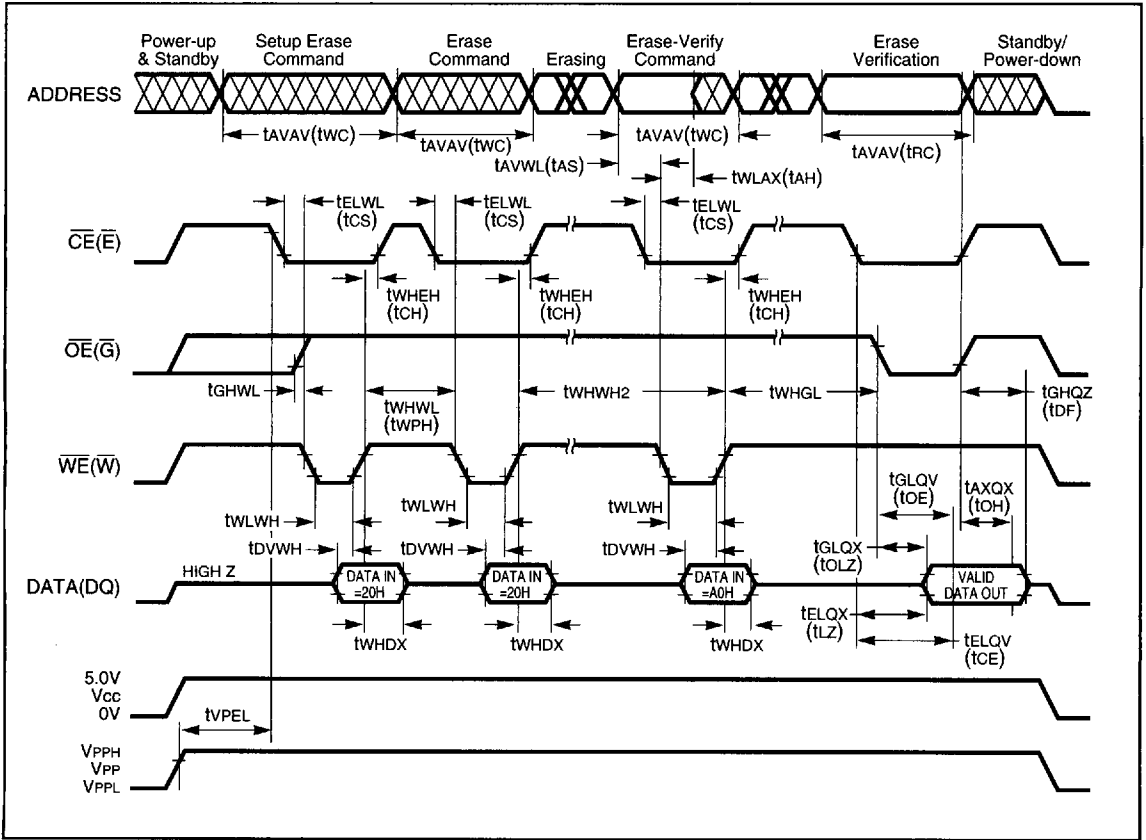 Power-up
& Standby
Setup Erase
Command
Erase
Command
Erasing
Erase-Verify
Command
Erase
Verification
Standby/
Power-down
ADDRESS
tAVAV(tWC)
tAVAV(tWC)
tAVAV(tWC)
tAVAV(tRC)
tAVWL(tAS)
tWLAX(tAH)
tELWL
(tCS)
tELWL
(tCS)
tELWL
(tCS)
C̅E̅(E̅)
tWHEH
(tCH)
tWHEH
(tCH)
tWHEH
(tCH)
O̅E̅(G̅)
tGHWL
tWHWL
(tWPH)
tWHWH2
tWHGL
tGHQZ
(tDF)
W̅E̅(W̅)
tWLWH
tWLWH
tWLWH
tGLQV
(tOE)
tAXQX
(tOH)
tDVWH
tDVWH
tDVWH
tGLQX
(tOLZ)
DATA(DQ)
HIGH Z
DATA IN
=20H
DATA IN
=20H
DATA IN
=A0H
VALID
DATA OUT
tWHDX
tWHDX
tWHDX
tELQX
(tLZ)
tELQV
(tCE)
5.0V
Vcc
0V
tVPEL
VPPH
VPP
VPPL